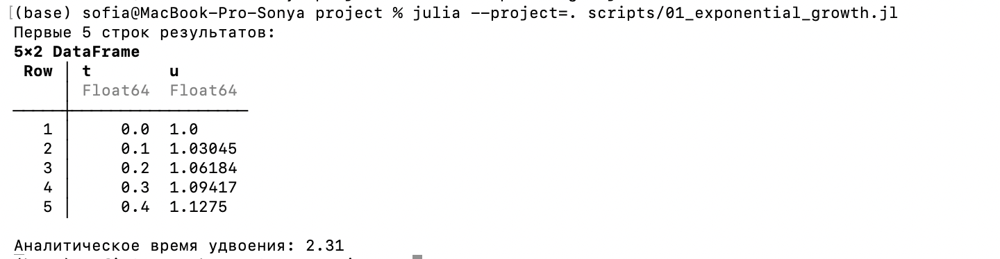 (base) sofia@MacBook-Pro-Sonya project % julia --project=. scripts/01_exponential_growth.jl
Первые 5 строк результатов:
5×2 DataFrame
Row t u
Float64 Float64
1 0.0 1.0
2 0.1 1.03045
3 0.2 1.06184
4 0.3 1.09417
5 0.4 1.1275
Аналитическое время удвоения: 2.31